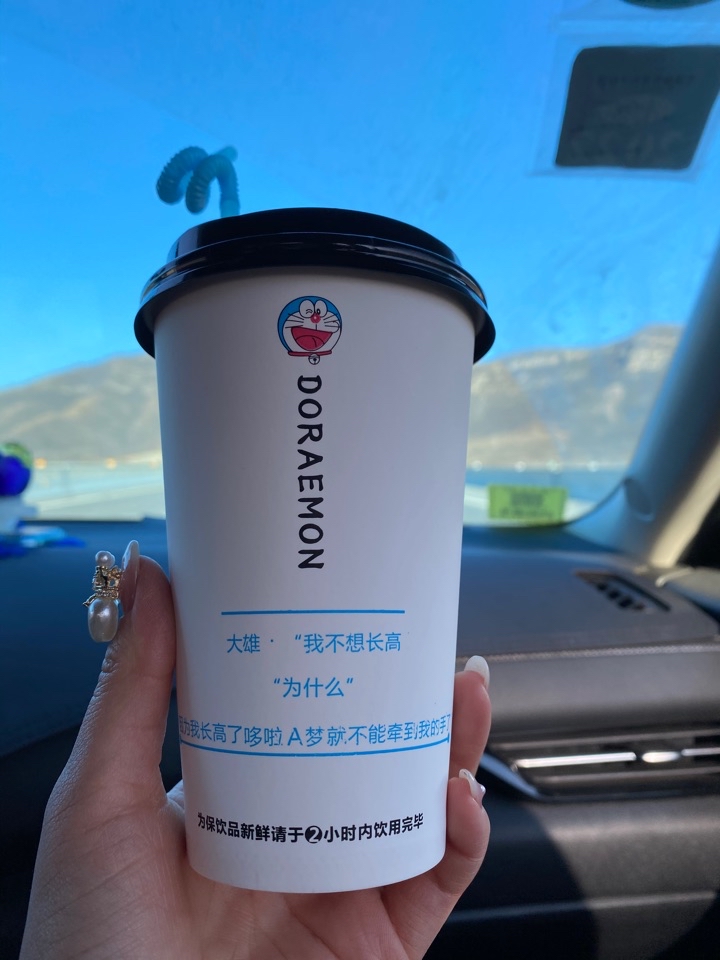 DORAEMON
大雄·“我不想长高
“为什么”
因为我长高了哆啦A梦就不能牵到我的手了
为保饮品新鲜请于2小时内饮用完毕